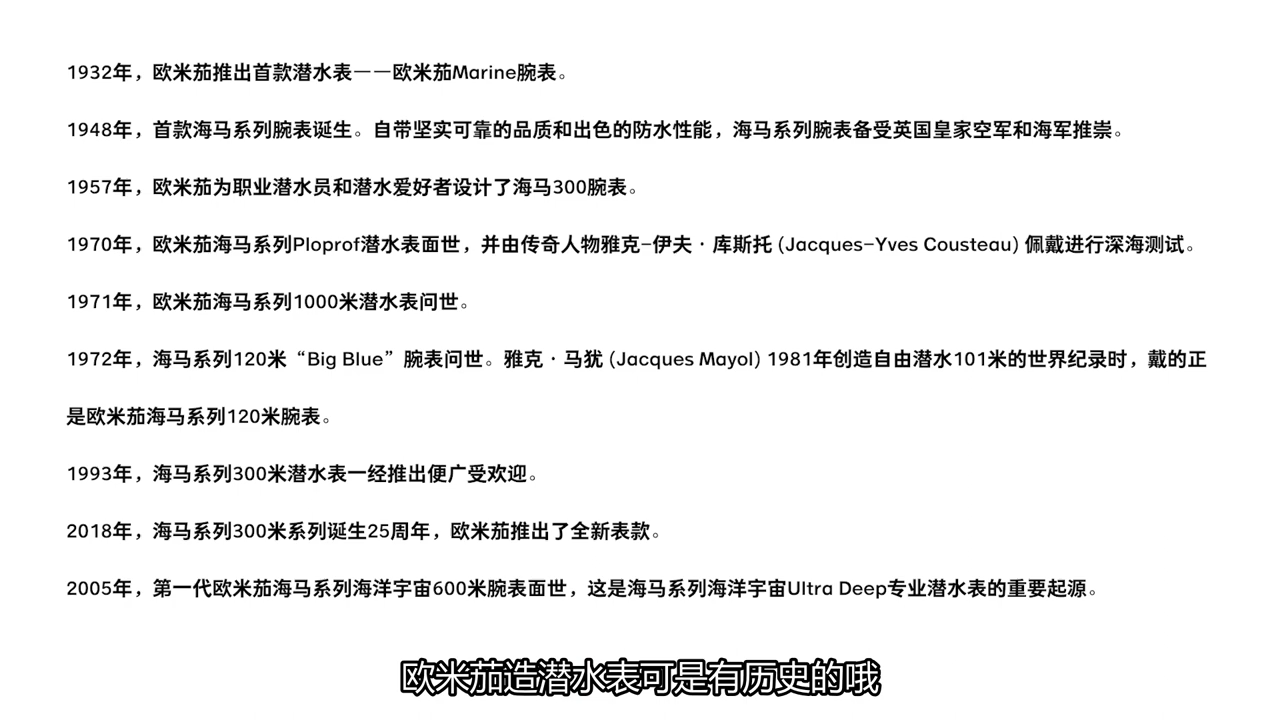 1932年，欧米茄推出首款潜水表——欧米茄Marine腕表。
1948年，首款海马系列腕表诞生。自带坚实可靠的品质和出色的防水性能，海马系列腕表备受英国皇家空军和海军推崇。
1957年，欧米茄为职业潜水员和潜水爱好者设计了海马300腕表。
1970年，欧米茄海马系列Ploprof潜水表面世，并由传奇人物雅克-伊夫·库斯托 (Jacques-Yves Cousteau) 佩戴进行深海测试。
1971年，欧米茄海马系列1000米潜水表问世。
1972年，海马系列120米“Big Blue”腕表问世。雅克·马犹 (Jacques Mayol) 1981年创造自由潜水101米的世界纪录时，戴的正
是欧米茄海马系列120米腕表。
1993年，海马系列300米潜水表一经推出便广受欢迎。
2018年，海马系列300米系列诞生25周年，欧米茄推出了全新表款。
2005年，第一代欧米茄海马系列海洋宇宙600米腕表面世，这是海马系列海洋宇宙Ultra Deep专业潜水表的重要起源。
欧米茄造潜水表可是有历史的哦